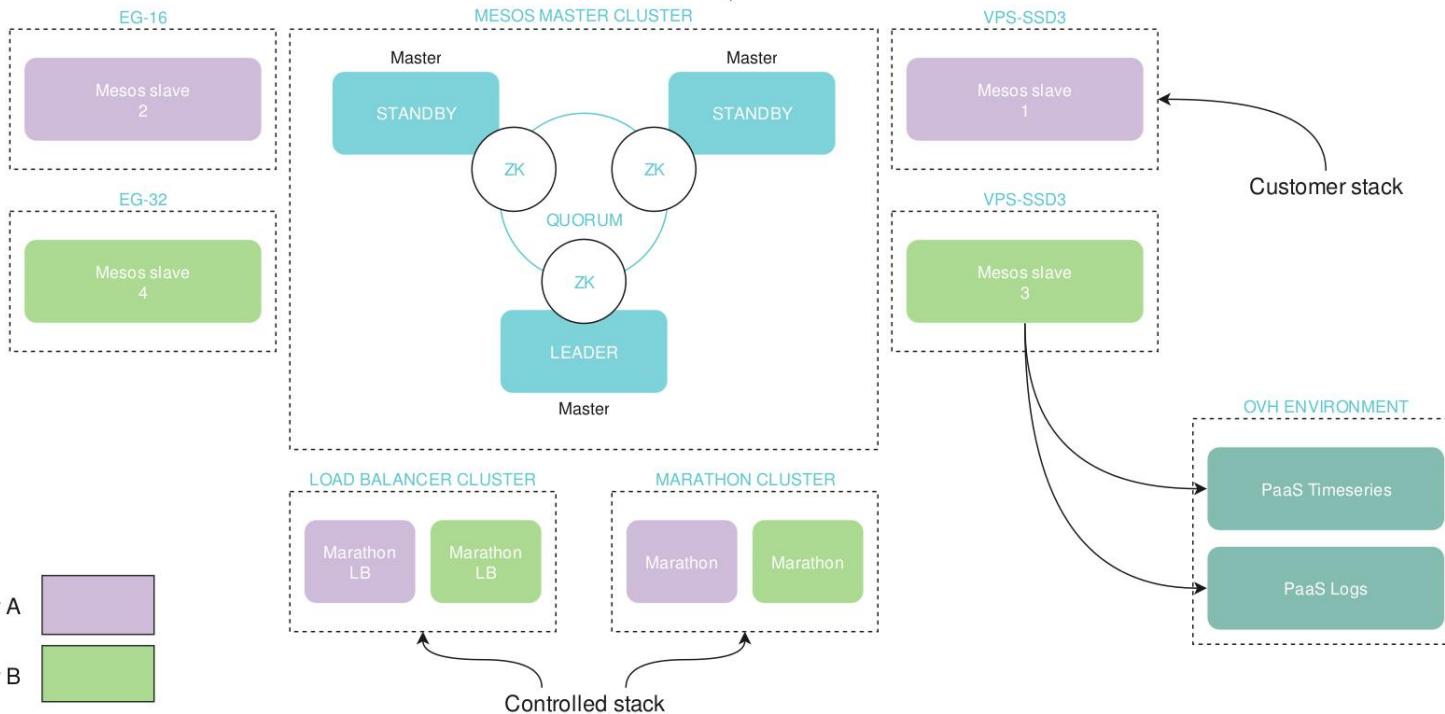 EG-16
MESOS MASTER CLUSTER
VPS-SSD3
Mesos slave
2
Master
STANDBY
Master
STANDBY
ZK
ZK
QUORUM
ZK
LEADER
Master
Mesos slave
1
Customer stack
EG-32
Mesos slave
4
VPS-SSD3
Mesos slave
3
OVH ENVIRONMENT
PaaS Timeseries
PaaS Logs
LOAD BALANCER CLUSTER
Marathon
LB
Marathon
LB
MARATHON CLUSTER
Marathon
Marathon
Controlled stack
A
B